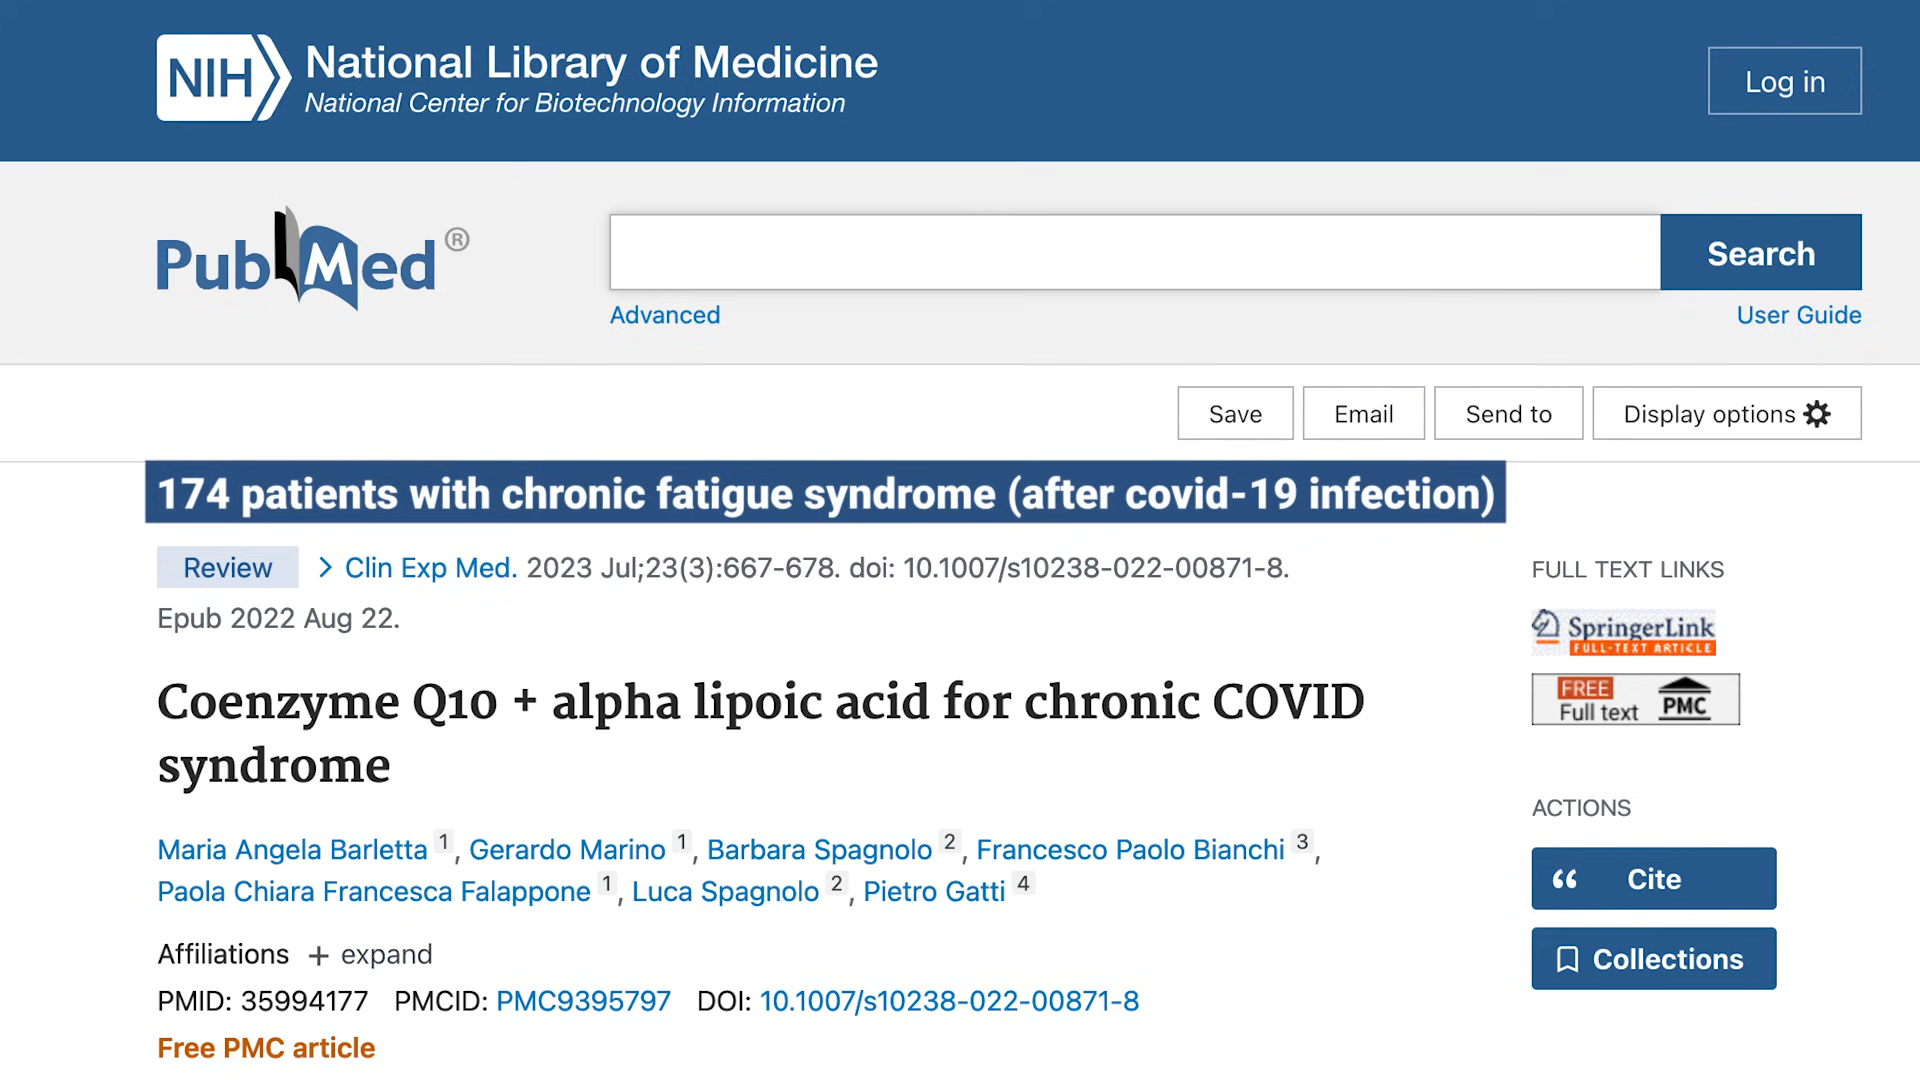 NIH National Library of Medicine
National Center for Biotechnology Information
Log in
PubMed®
Search
Advanced
User Guide
Save
Email
Send to
Display options
174 patients with chronic fatigue syndrome (after covid-19 infection)
Review
Clin Exp Med. 2023 Jul;23(3):667-678. doi: 10.1007/s10238-022-00871-8.
Epub 2022 Aug 22.
Coenzyme Q10 + alpha lipoic acid for chronic COVID
syndrome
Maria Angela Barletta 1, Gerardo Marino 1, Barbara Spagnolo 2, Francesco Paolo Bianchi 3,
Paola Chiara Francesca Falappone 1, Luca Spagnolo 2, Pietro Gatti 4
Affiliations + expand
PMID: 35994177 PMCID: PMC9395797 DOI: 10.1007/s10238-022-00871-8
Free PMC article
FULL TEXT LINKS
SpringerLink
FULL-TEXT ARTICLE
FREE
Full text PMC
ACTIONS
Cite
Collections